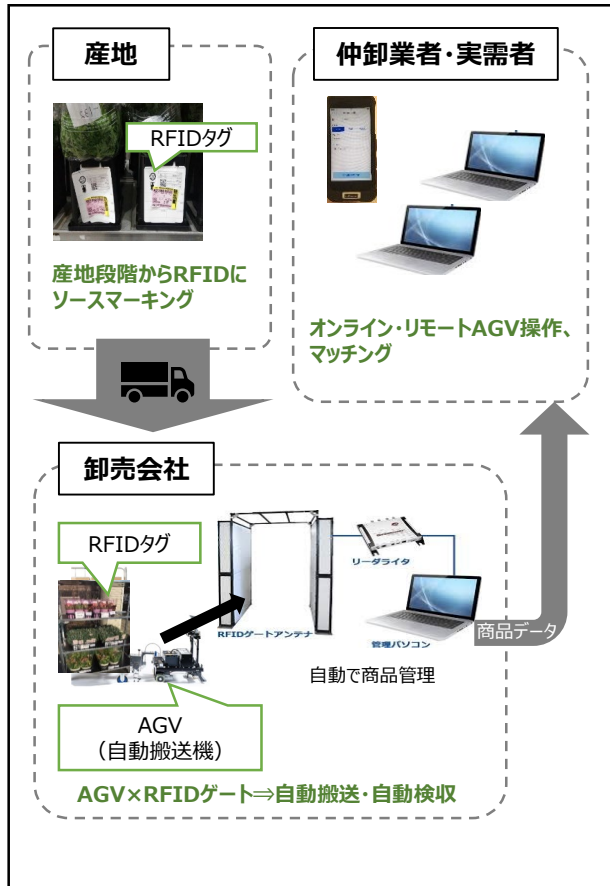 産地
RFIDタグ
産地段階からRFIDに
ソースマーキング
仲卸業者・実需者
オンライン・リモートAGV操作、
マッチング
卸売会社
RFIDタグ
RFIDゲートアンテナ
リーダライタ
管理パソコン
自動で商品管理
商品データ
AGV
（自動搬送機）
AGV×RFIDゲート⇒自動搬送・自動検収